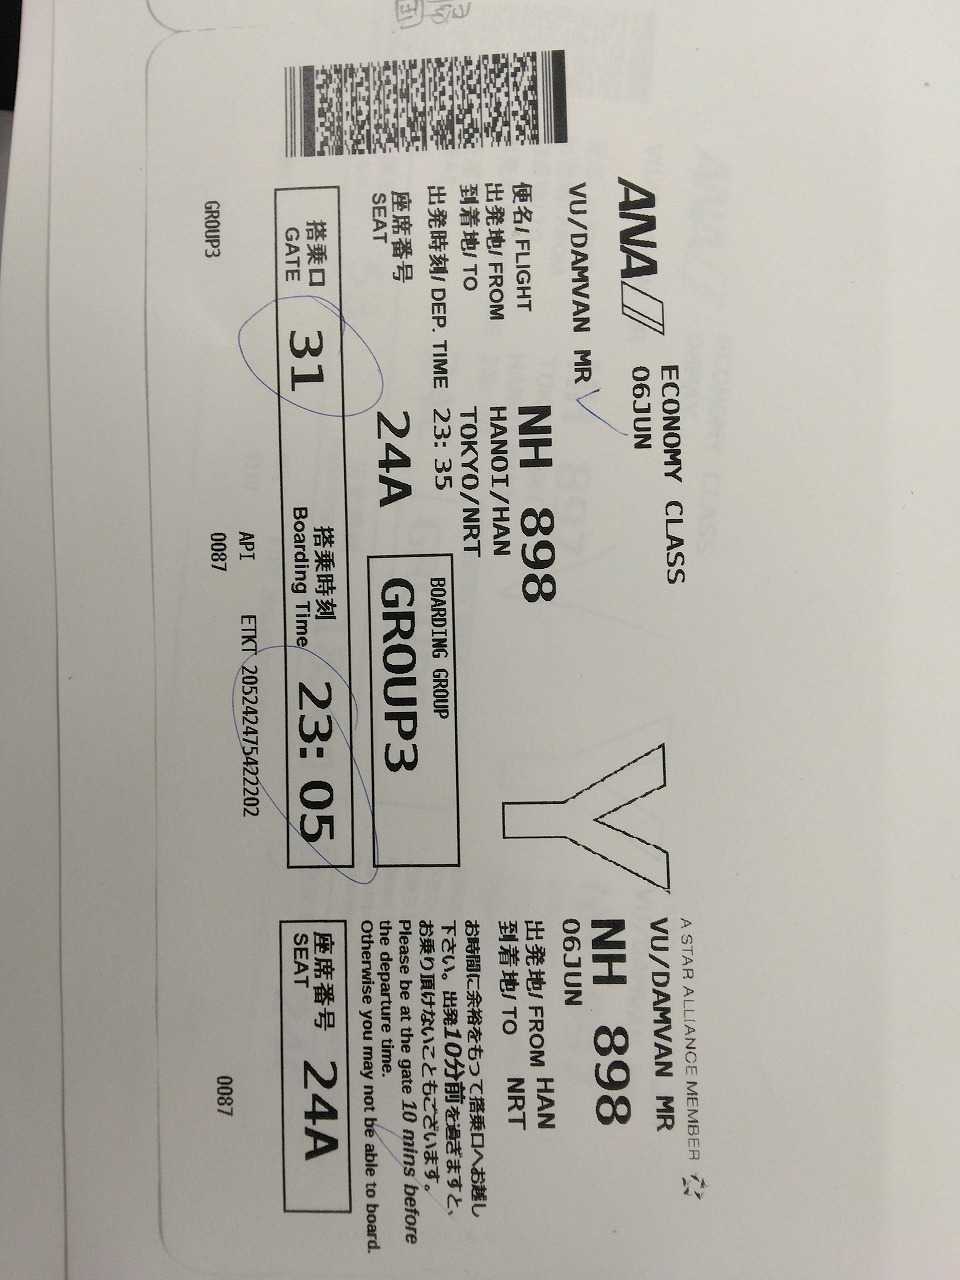 ANA ECONOMY CLASS
06JUN
VU/DAMVAN MR
便名/ FLIGHT NH 898
出発地/ FROM HANOI/HAN
到着地/ TO TOKYO/NRT
出発時刻/ DEP. TIME 23:35
座席番号
SEAT 24A
BOARDING GROUP
GROUP3
搭乗口
GATE 31
搭乗時刻
Boarding Time 23:05
API ETKT 205242475422202
GROUP3 0087
Y
A STAR ALLIANCE MEMBER
VU/DAMVAN MR
NH 898
06JUN
出発地/ FROM HAN
到着地/ TO NRT
お時間に余裕をもって搭乗口へお越し
下さい。出発10分前を過ぎますと、
お乗り頂けないこともございます。
Please be at the gate 10 mins before
the departure time.
Otherwise you may not be able to board.
座席番号
SEAT 24A
0087